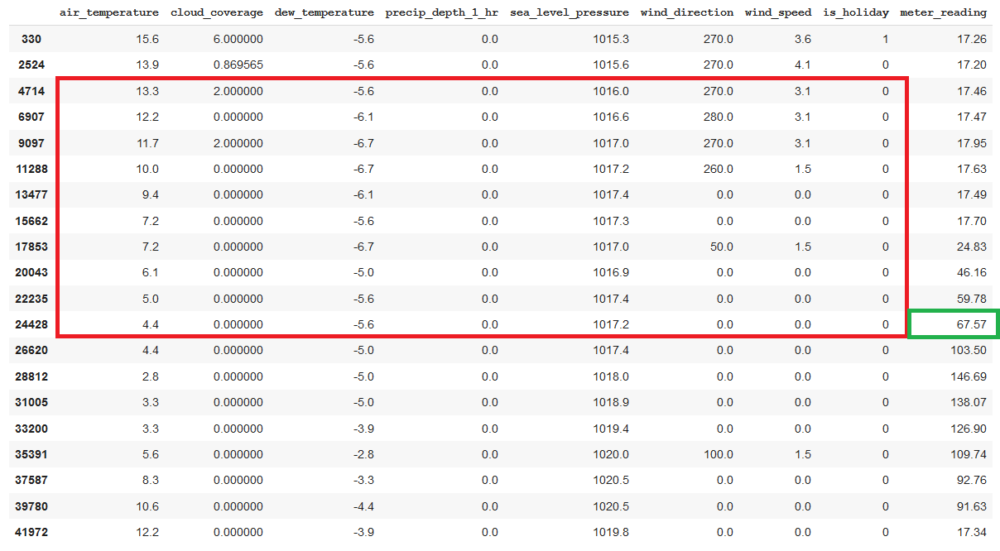 air_temperature cloud_coverage dew_temperature precip_depth_1_hr sea_level_pressure wind_direction wind_speed is_holiday meter_reading
330 15.6 6.000000 -5.6 0.0 1015.3 270.0 3.6 1 17.26
2524 13.9 0.869565 -5.6 0.0 1015.6 270.0 4.1 0 17.20
4714 13.3 2.000000 -5.6 0.0 1016.0 270.0 3.1 0 17.46
6907 12.2 0.000000 -6.1 0.0 1016.6 280.0 3.1 0 17.47
9097 11.7 2.000000 -6.7 0.0 1017.0 270.0 3.1 0 17.95
11288 10.0 0.000000 -6.7 0.0 1017.2 260.0 1.5 0 17.63
13477 9.4 0.000000 -6.1 0.0 1017.4 0.0 0.0 0 17.49
15662 7.2 0.000000 -5.6 0.0 1017.3 0.0 0.0 0 17.70
17853 7.2 0.000000 -6.7 0.0 1017.0 50.0 1.5 0 24.83
20043 6.1 0.000000 -5.0 0.0 1016.9 0.0 0.0 0 46.16
22235 5.0 0.000000 -5.6 0.0 1017.4 0.0 0.0 0 59.78
24428 4.4 0.000000 -5.6 0.0 1017.2 0.0 0.0 0 67.57
26620 4.4 0.000000 -5.0 0.0 1017.4 0.0 0.0 0 103.50
28812 2.8 0.000000 -5.0 0.0 1018.0 0.0 0.0 0 146.69
31005 3.3 0.000000 -5.0 0.0 1018.9 0.0 0.0 0 138.07
33200 3.3 0.000000 -3.9 0.0 1019.4 0.0 0.0 0 126.90
35391 5.6 0.000000 -2.8 0.0 1020.0 100.0 1.5 0 109.74
37587 8.3 0.000000 -3.3 0.0 1020.5 0.0 0.0 0 92.76
39780 10.6 0.000000 -4.4 0.0 1020.5 0.0 0.0 0 91.63
41972 12.2 0.000000 -3.9 0.0 1019.8 0.0 0.0 0 17.34